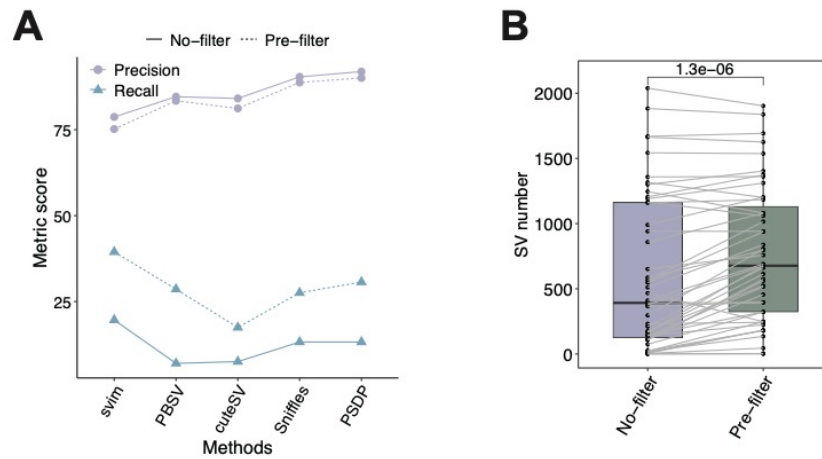 A
No−filter Pre−filter
Precision
Recall
Metric score
75
50
25
svim
PBSV
cuteSV
Sniffles
PSDP
Methods
B
1.3e−06
SV number
2000
1500
1000
500
0
No−filter
Pre−filter